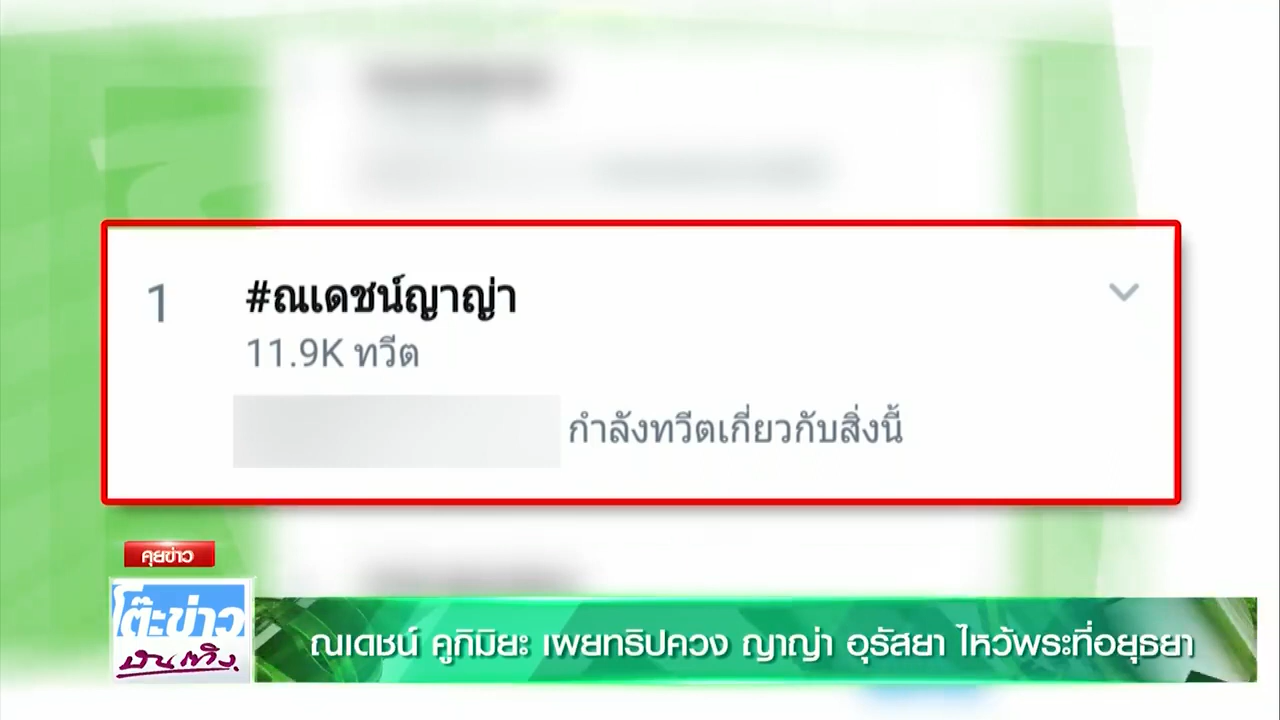 1
#ณเดชน์ญาญ่า
11.9K ทวีต
กำลังทวีตเกี่ยวกับสิ่งนี้
คุยข่าว
โต๊ะข่าว
บันเทิง
ณเดชน์ คูกิมิยะ เผยทริปควง ญาญ่า อุรัสยา ไหว้พระที่อยุธยา